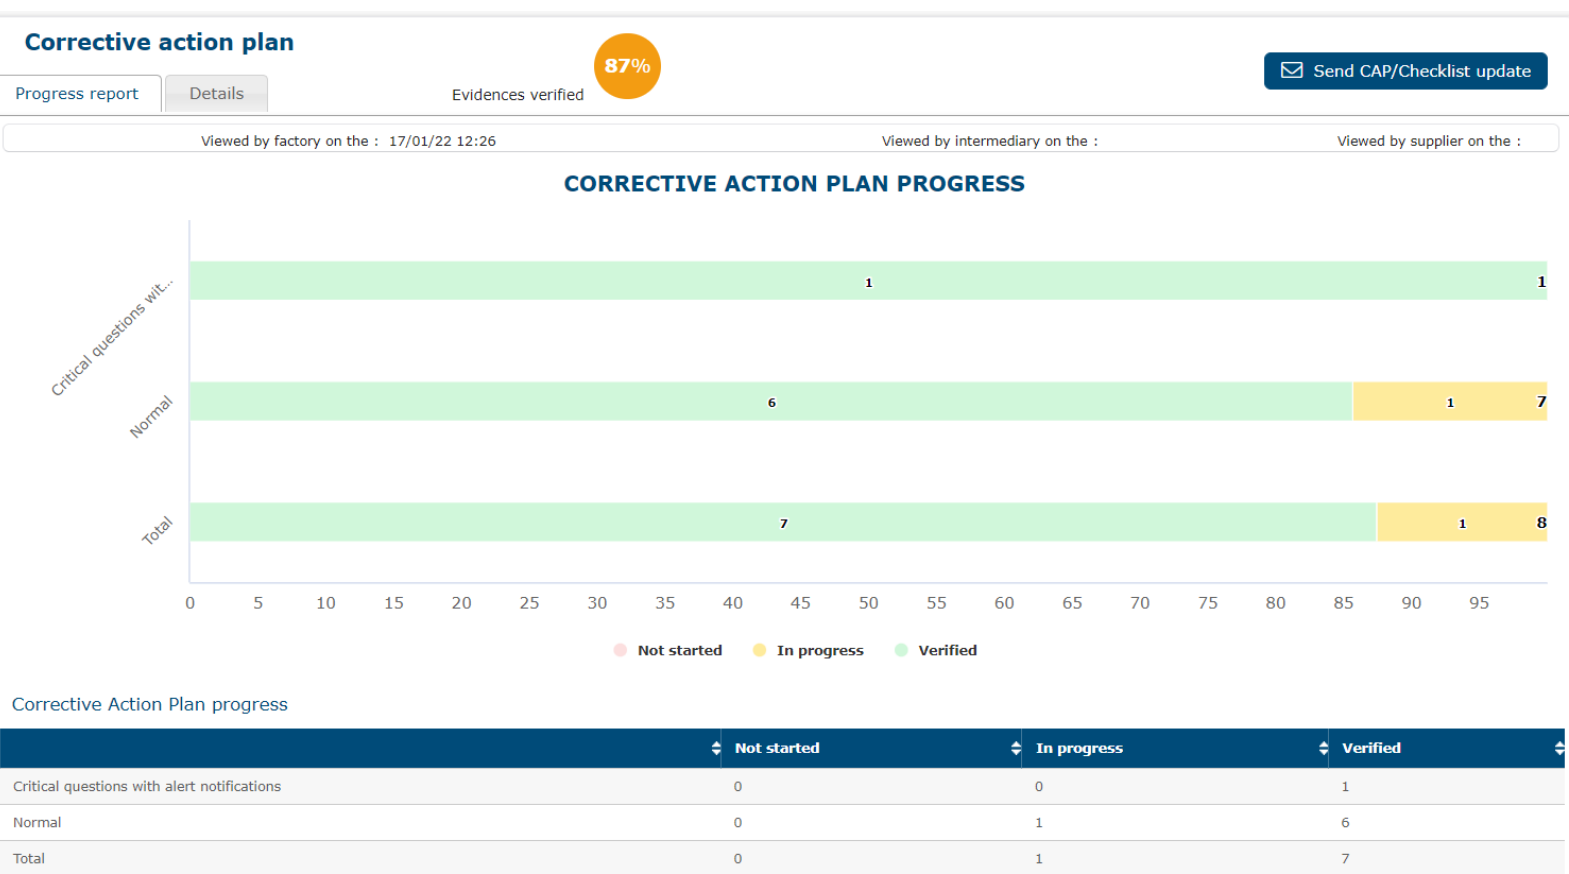 Corrective action plan
87%
Progress report
Details
Evidences verified
Send CAP/Checklist update
Viewed by factory on the : 17/01/22 12:26
Viewed by intermediary on the :
Viewed by supplier on the :
CORRECTIVE ACTION PLAN PROGRESS
Critical questions wit...
1
1
Normal
6
1
7
Total
7
1
8
0 5 10 15 20 25 30 35 40 45 50 55 60 65 70 75 80 85 90 95
Not started In progress Verified
Corrective Action Plan progress
Not started In progress Verified
Critical questions with alert notifications 0 0 1
Normal 0 1 6
Total 0 1 7